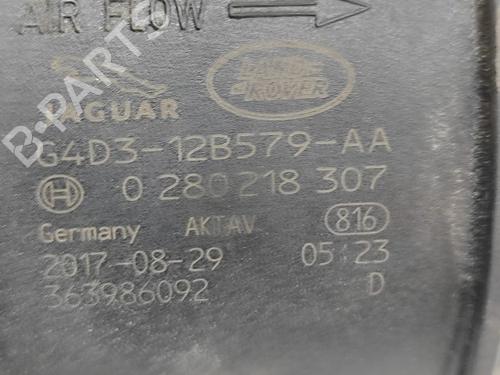 AIR FLOW
JAGUAR
LAND
ROVER
G4D3-12B579-AA
0 280 218 307
Germany AKTAV 816
2017-08-29 05:23
363986092 D
B-PARTS